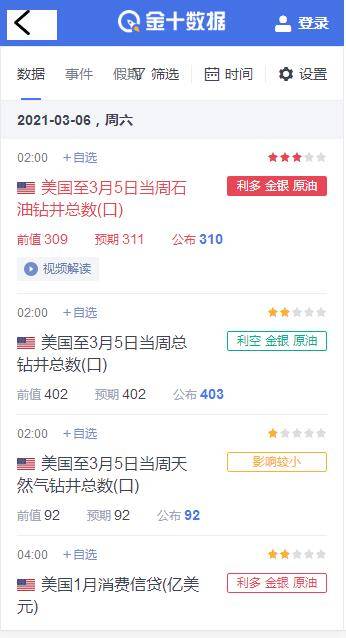 金十数据 登录
数据 事件 假期 筛选 时间 设置
2021-03-06，周六
02:00 +自选
美国至3月5日当周石
油钻井总数(口)
利多 金银 原油
前值 309 预期 311 公布 310
视频解读
02:00 +自选
美国至3月5日当周总
钻井总数(口)
利空 金银 原油
前值 402 预期 402 公布 403
02:00 +自选
美国至3月5日当周天
然气钻井总数(口)
影响较小
前值 92 预期 92 公布 92
04:00 +自选
美国1月消费信贷(亿美
元)
利多 金银 原油